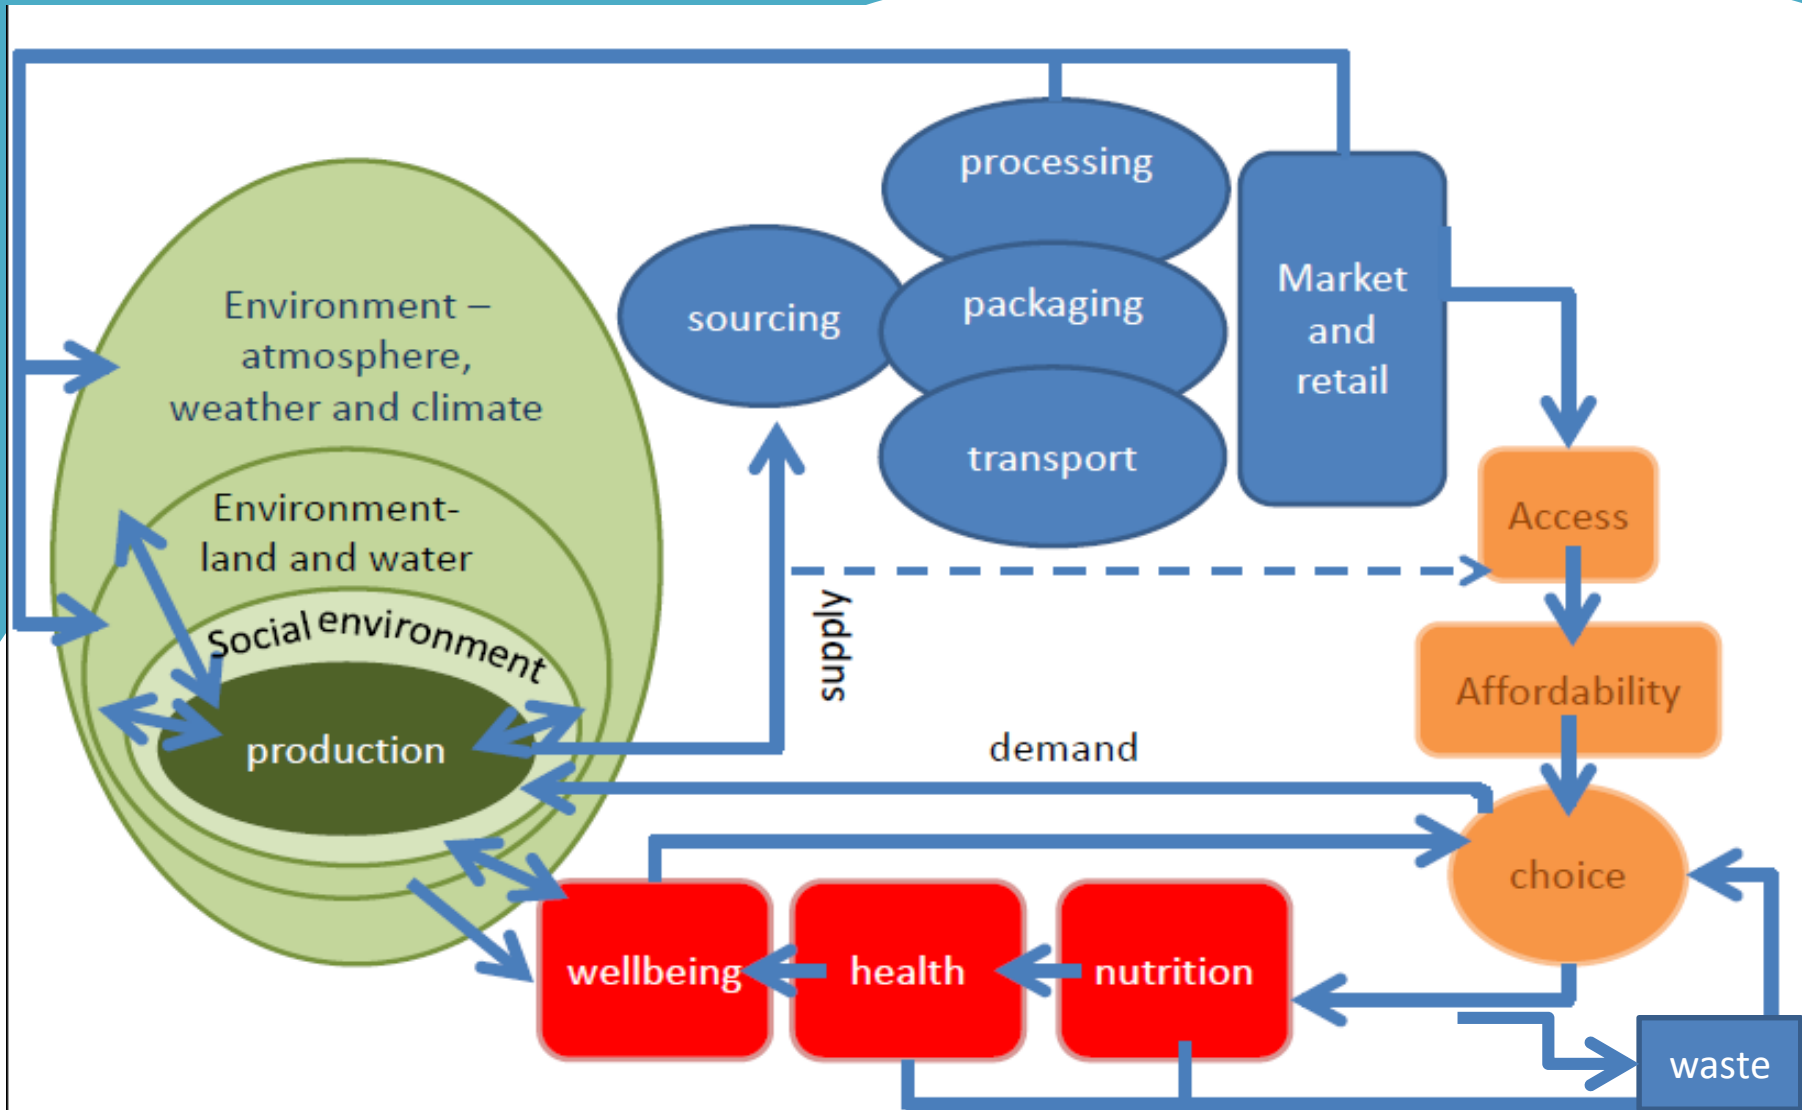 processing
Environment –
atmosphere,
weather and climate
sourcing
packaging
Market
and
retail
transport
Environment-
land and water
Access
Social environment
supply
Affordability
production
demand
choice
wellbeing
health
nutrition
waste